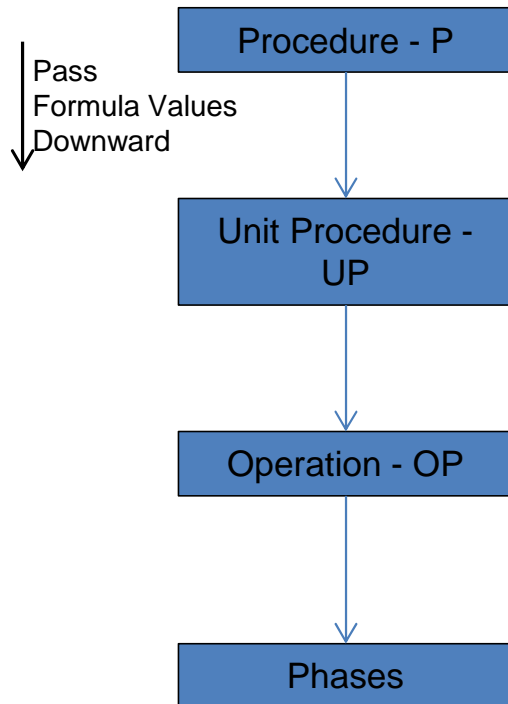 Procedure - P
Pass
Formula Values
Downward
Unit Procedure -
UP
Operation - OP
Phases